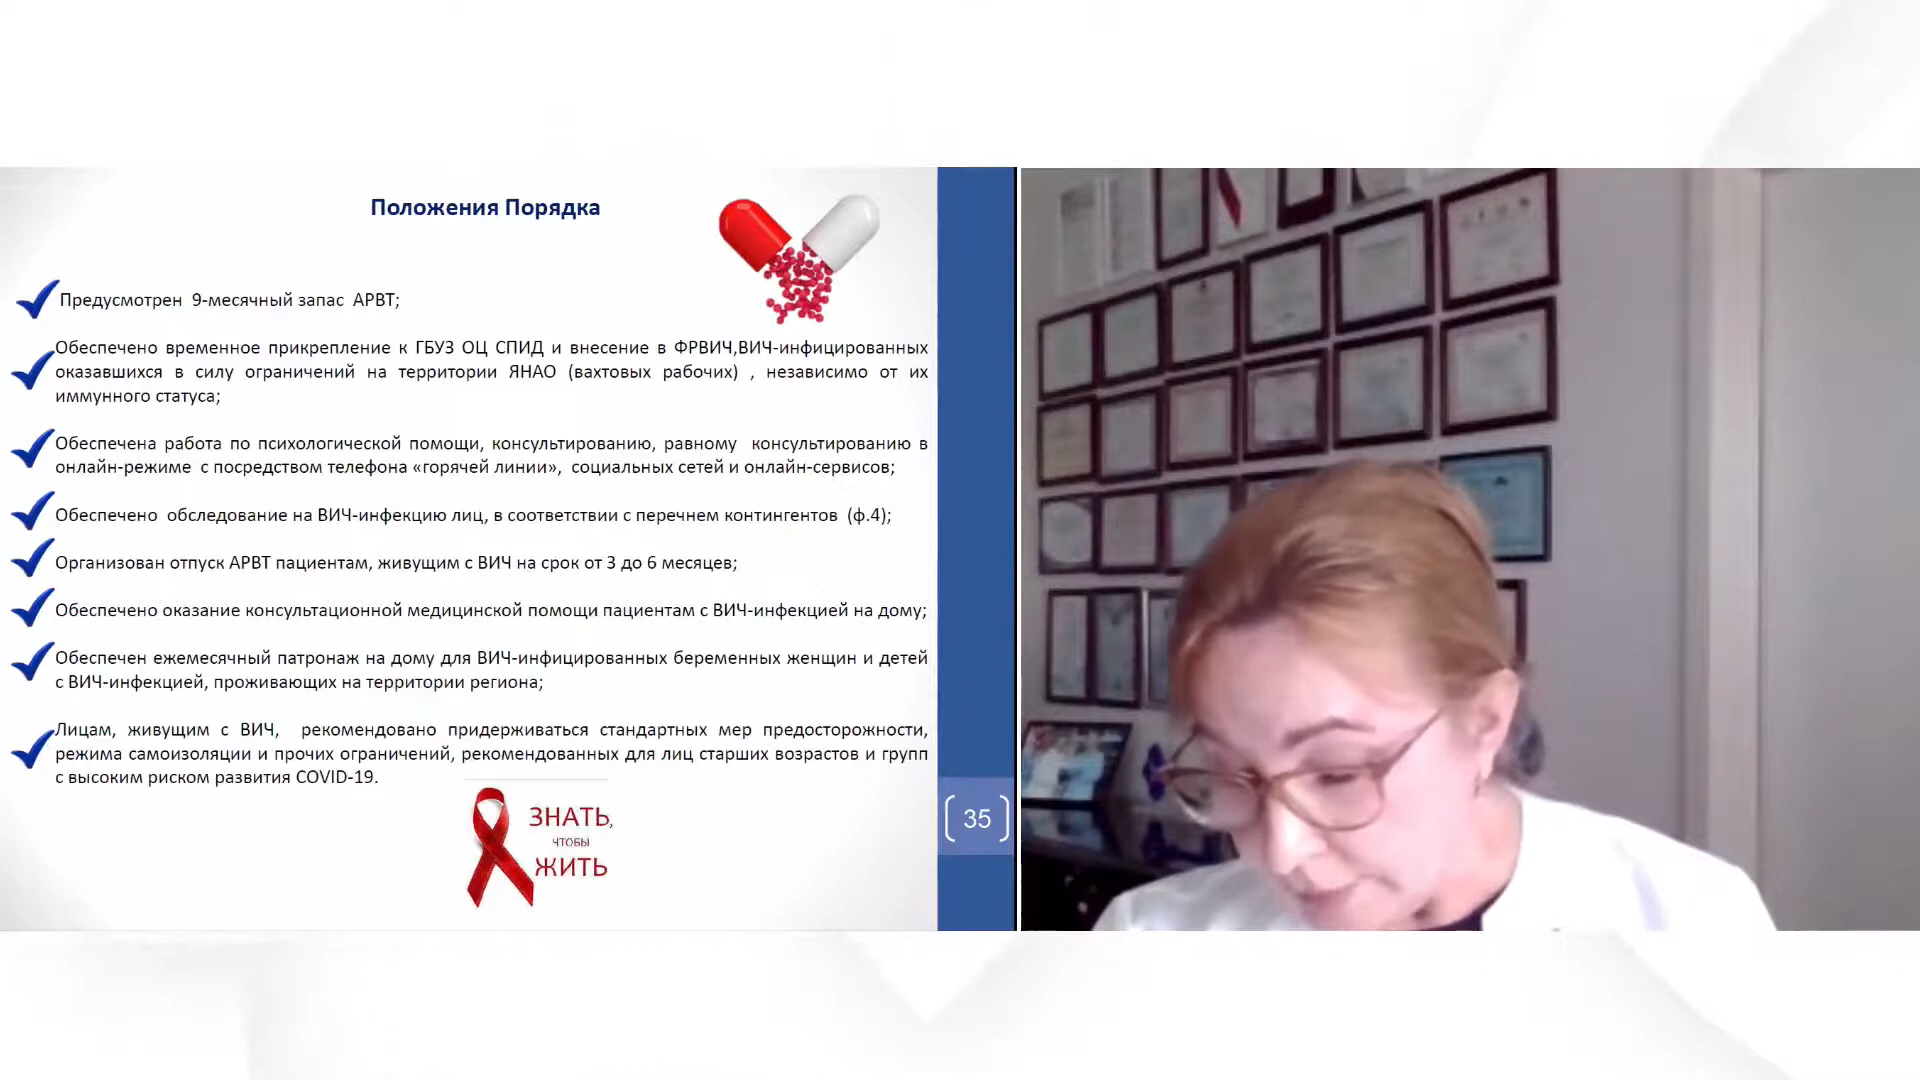 Положения Порядка
Предусмотрен 9-месячный запас АРВТ;
Обеспечено временное прикрепление к ГБУЗ ОЦ СПИД и внесение в ФРВИЧ,ВИЧ-инфицированных
оказавшихся в силу ограничений на территории ЯНАО (вахтовых рабочих) , независимо от их
иммунного статуса;
Обеспечена работа по психологической помощи, консультированию, равному консультированию в
онлайн-режиме с посредством телефона «горячей линии», социальных сетей и онлайн-сервисов;
Обеспечено обследование на ВИЧ-инфекцию лиц, в соответствии с перечнем контингентов (ф.4);
Организован отпуск АРВТ пациентам, живущим с ВИЧ на срок от 3 до 6 месяцев;
Обеспечено оказание консультационной медицинской помощи пациентам с ВИЧ-инфекцией на дому;
Обеспечен ежемесячный патронаж на дому для ВИЧ-инфицированных беременных женщин и детей
с ВИЧ-инфекцией, проживающих на территории региона;
Лицам, живущим с ВИЧ, рекомендовано придерживаться стандартных мер предосторожности,
режима самоизоляции и прочих ограничений, рекомендованных для лиц старших возрастов и групп
с высоким риском развития COVID-19.
ЗНАТЬ,
ЧТОБЫ
ЖИТЬ
35